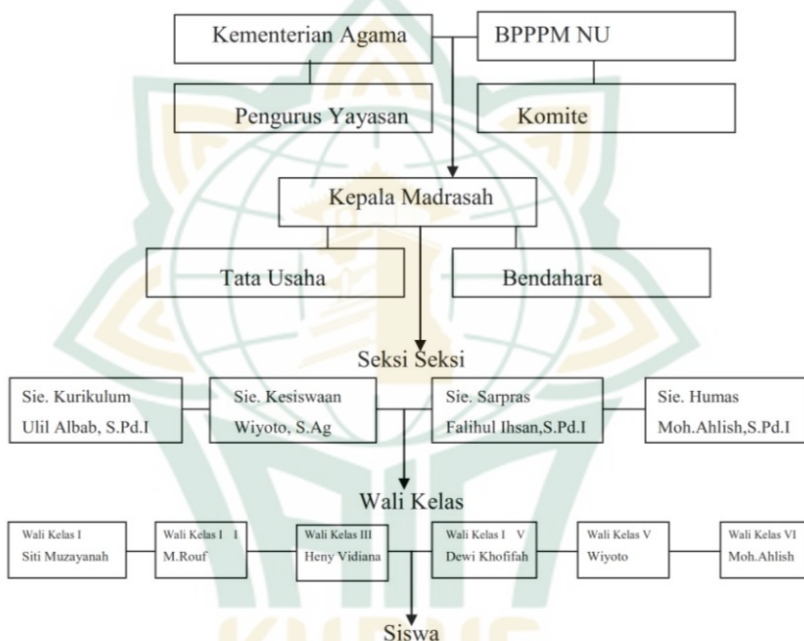 Kementerian Agama
BPPPM NU
Pengurus Yayasan
Komite
Kepala Madrasah
Tata Usaha
Bendahara
Seksi Seksi
Sie. Kurikulum
Ulil Albab, S.Pd.I
Sie. Kesiswaan
Wiyoto, S.Ag
Sie. Sarpras
Falihul Ihsan,S.Pd.I
Sie. Humas
Moh.Ahlish,S.Pd.I
Wali Kelas
Wali Kelas I
Siti Muzayanah
Wali Kelas I I
M.Rouf
Wali Kelas III
Heny Vidiana
Wali Kelas I V
Dewi Khofifah
Wali Kelas V
Wiyoto
Wali Kelas VI
Moh.Ahlish
Siswa